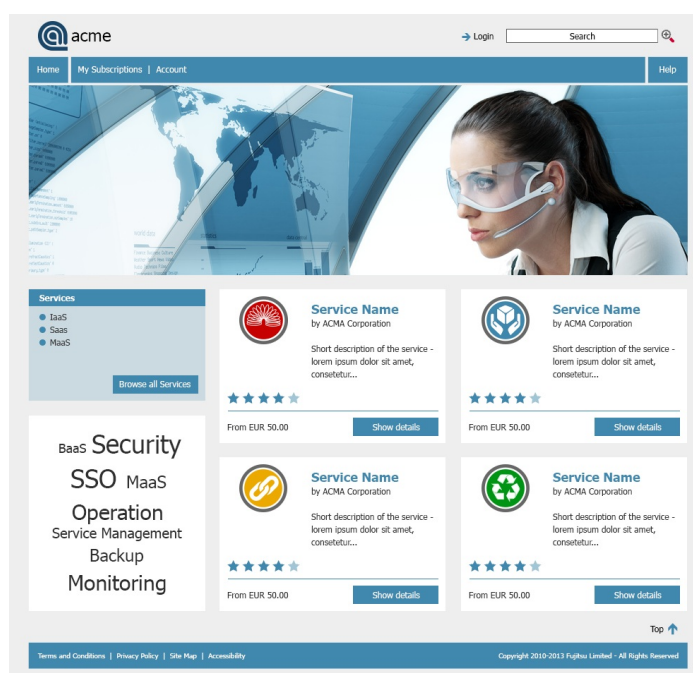 acme
Login
Search
Home
My Subscriptions | Account
Help
Services
IaaS
Saas
MaaS
Browse all Services
Service Name
by ACMA Corporation
Short description of the service -
lorem ipsum dolor sit amet,
consetetur...
From EUR 50.00
Show details
Service Name
by ACMA Corporation
Short description of the service -
lorem ipsum dolor sit amet,
consetetur...
From EUR 50.00
Show details
BaaS Security
SSO MaaS
Operation
Service Management
Backup
Monitoring
Service Name
by ACMA Corporation
Short description of the service -
lorem ipsum dolor sit amet,
consetetur...
From EUR 50.00
Show details
Service Name
by ACMA Corporation
Short description of the service -
lorem ipsum dolor sit amet,
consetetur...
From EUR 50.00
Show details
Top
Terms and Conditions | Privacy Policy | Site Map | Accessibility
Copyright 2010-2013 Fujihsu Limited - All Rights Reserved